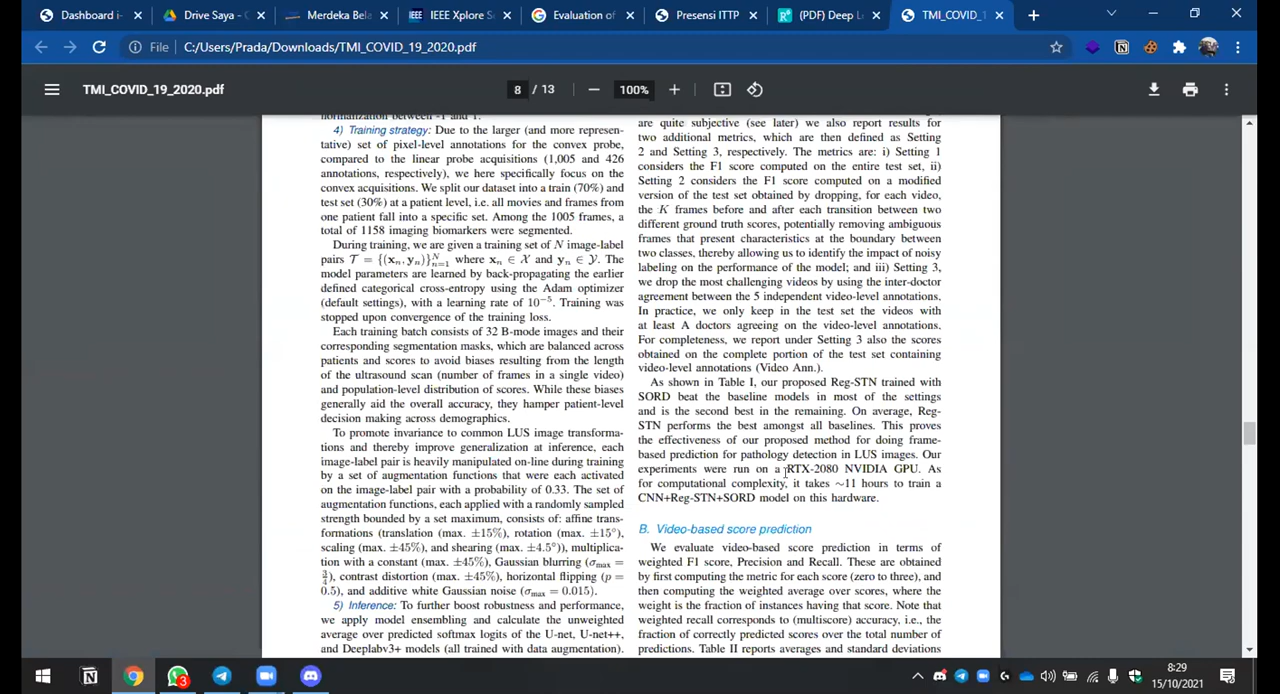 Dashboard i-
Drive Saya - G
Merdeka Bela
IEEE Xplore Se
Evaluation of
Presensi ITTP
(PDF) Deep L
TMI_COVID_1
File C:/Users/Prada/Downloads/TMI_COVID_19_2020.pdf
TMI_COVID_19_2020.pdf
8 / 13
100%
normalization between -1 and 1.
4) Training strategy: Due to the larger (and more represen-
tative) set of pixel-level annotations for the convex probe,
compared to the linear probe acquisitions (1,005 and 426
annotations, respectively), we here specifically focus on the
convex acquisitions. We split our dataset into a train (70%) and
test set (30%) at a patient level, i.e. all movies and frames from
one patient fall into a specific set. Among the 1005 frames, a
total of 1158 imaging biomarkers were segmented.
During training, we are given a training set of N image-label
pairs T = {(xₙ, yₙ)}ᴺₙ₌₁ where xₙ ∈ X and yₙ ∈ Y. The
model parameters are learned by back-propagating the earlier
defined categorical cross-entropy using the Adam optimizer
(default settings), with a learning rate of 10⁻⁵. Training was
stopped upon convergence of the training loss.
Each training batch consists of 32 B-mode images and their
corresponding segmentation masks, which are balanced across
patients and scores to avoid biases resulting from the length
of the ultrasound scan (number of frames in a single video)
and population-level distribution of scores. While these biases
generally aid the overall accuracy, they hamper patient-level
decision making across demographics.
To promote invariance to common LUS image transforma-
tions and thereby improve generalization at inference, each
image-label pair is heavily manipulated on-line during training
by a set of augmentation functions that were each activated
on the image-label pair with a probability of 0.33. The set of
augmentation functions, each applied with a randomly sampled
strength bounded by a set maximum, consists of: affine trans-
formations (translation (max. ±15%), rotation (max. ±15°),
scaling (max. ±45%), and shearing (max. ±4.5°)), multiplica-
tion with a constant (max. ±45%), Gaussian blurring (σmax =
3/4), contrast distortion (max. ±45%), horizontal flipping (p =
0.5), and additive white Gaussian noise (σmax = 0.015).
5) Inference: To further boost robustness and performance,
we apply model ensembling and calculate the unweighted
average over predicted softmax logits of the U-net, U-net++,
and Deeplabv3+ models (all trained with data augmentation).
are quite subjective (see later) we also report results for
two additional metrics, which are then defined as Setting
2 and Setting 3, respectively. The metrics are: i) Setting 1
considers the F1 score computed on the entire test set, ii)
Setting 2 considers the F1 score computed on a modified
version of the test set obtained by dropping, for each video,
the K frames before and after each transition between two
different ground truth scores, potentially removing ambiguous
frames that present characteristics at the boundary between
two classes, thereby allowing us to identify the impact of noisy
labeling on the performance of the model; and iii) Setting 3,
we drop the most challenging videos by using the inter-doctor
agreement between the 5 independent video-level annotations.
In practice, we only keep in the test set the videos with
at least A doctors agreeing on the video-level annotations.
For completeness, we report under Setting 3 also the scores
obtained on the complete portion of the test set containing
video-level annotations (Video Ann.).
As shown in Table I, our proposed Reg-STN trained with
SORD beat the baseline models in most of the settings
and is the second best in the remaining. On average, Reg-
STN performs the best amongst all baselines. This proves
the effectiveness of our proposed method for doing frame-
based prediction for pathology detection in LUS images. Our
experiments were run on a RTX-2080 NVIDIA GPU. As
for computational complexity, it takes ∼11 hours to train a
CNN+Reg-STN+SORD model on this hardware.
B. Video-based score prediction
We evaluate video-based score prediction in terms of
weighted F1 score, Precision and Recall. These are obtained
by first computing the metric for each score (zero to three), and
then computing the weighted average over scores, where the
weight is the fraction of instances having that score. Note that
weighted recall corresponds to (multiscore) accuracy, i.e., the
fraction of correctly predicted scores over the total number of
predictions. Table II reports averages and standard deviations
3
8:29
15/10/2021